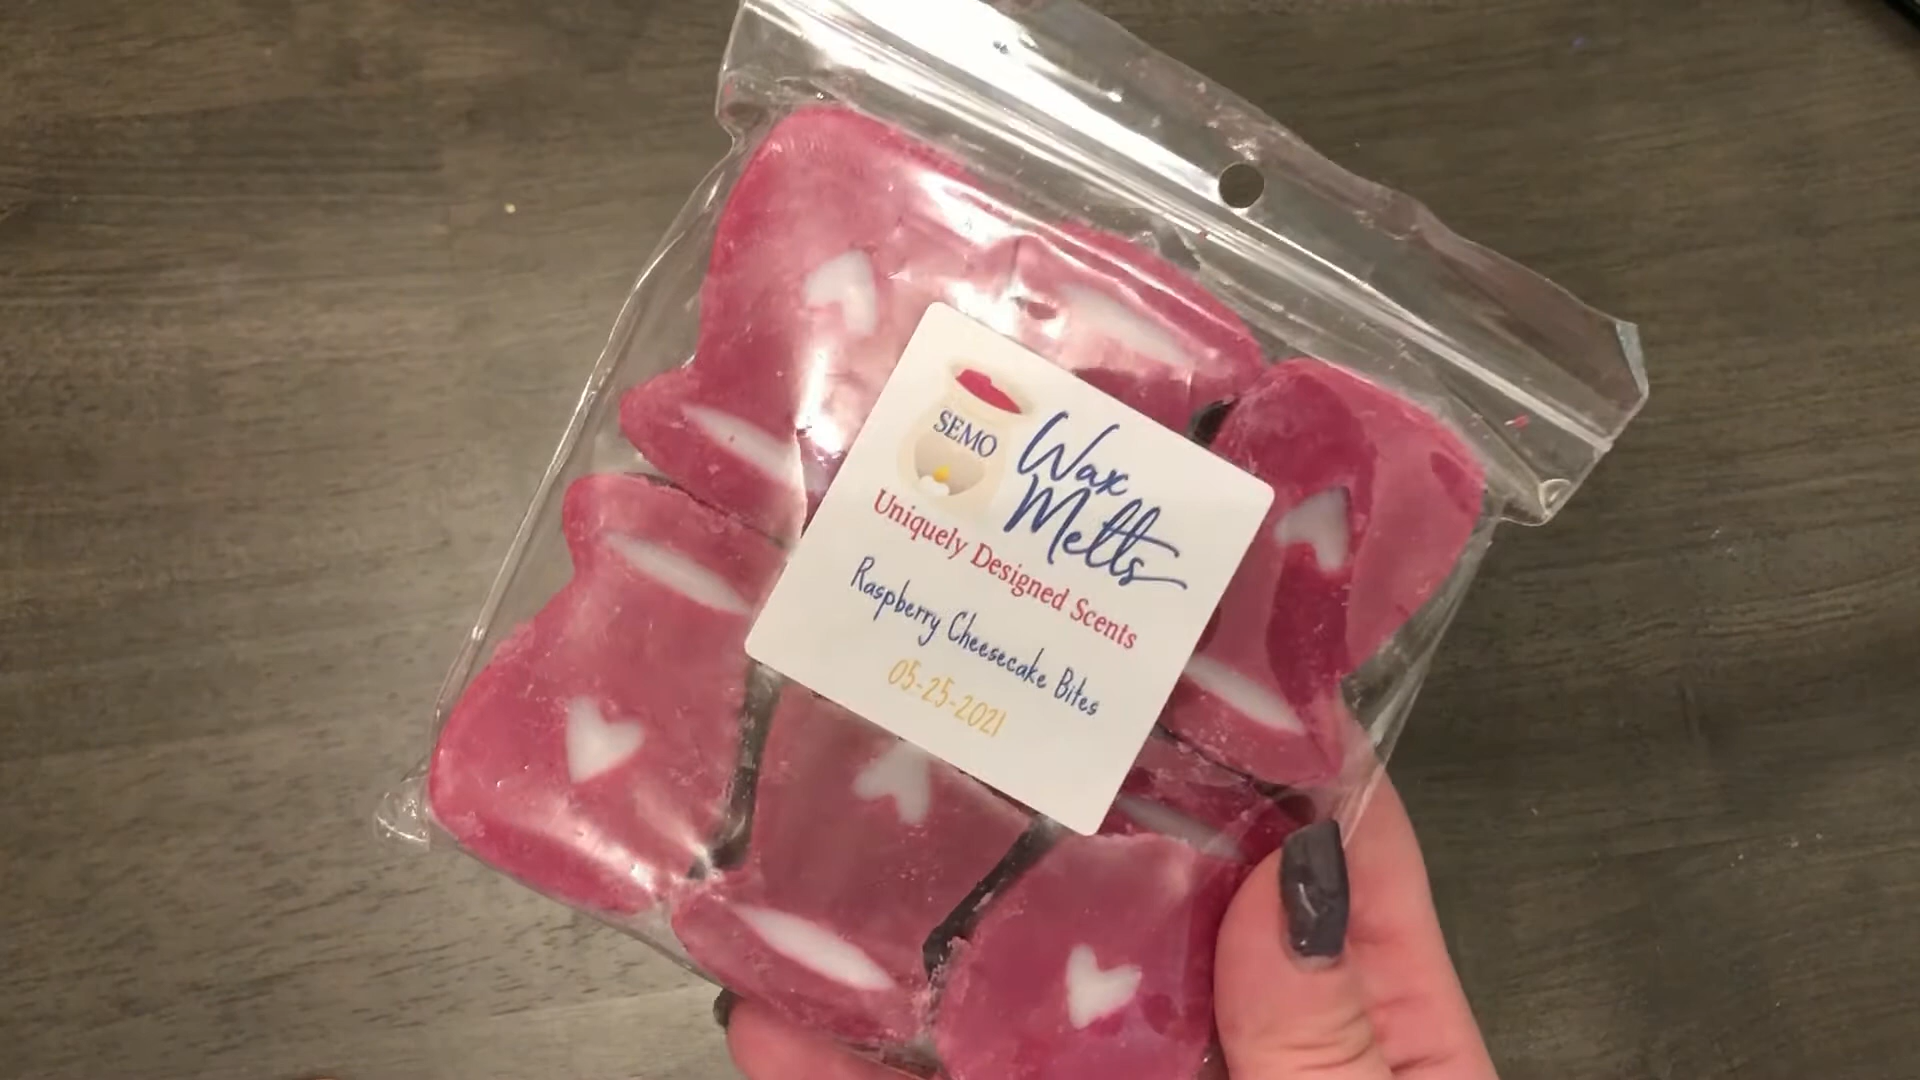 SEMO
Wax
Melts
Uniquely Designed Scents
Raspberry Cheesecake Bites
05-25-2021